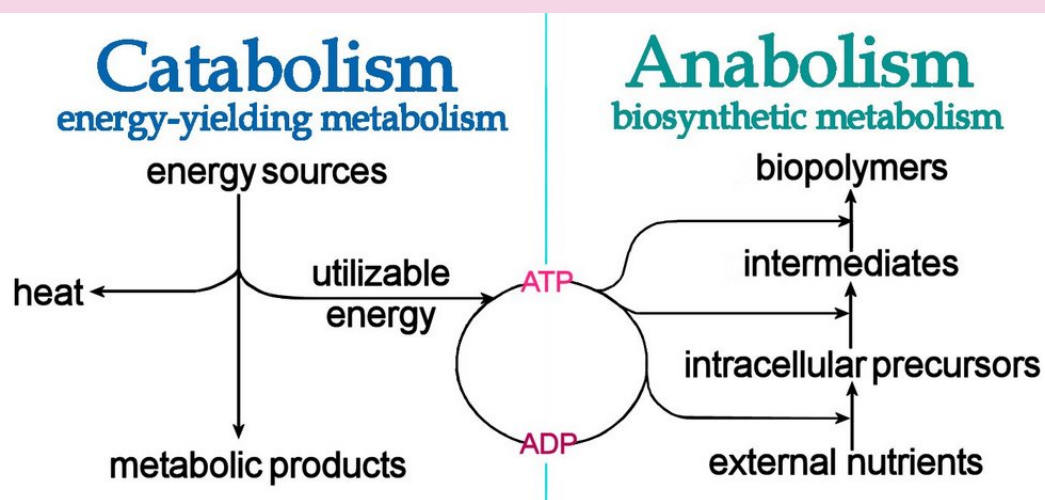 Catabolism
energy-yielding metabolism
energy sources
heat
utilizable
energy
metabolic products
ATP
ADP
Anabolism
biosynthetic metabolism
biopolymers
intermediates
intracellular precursors
external nutrients